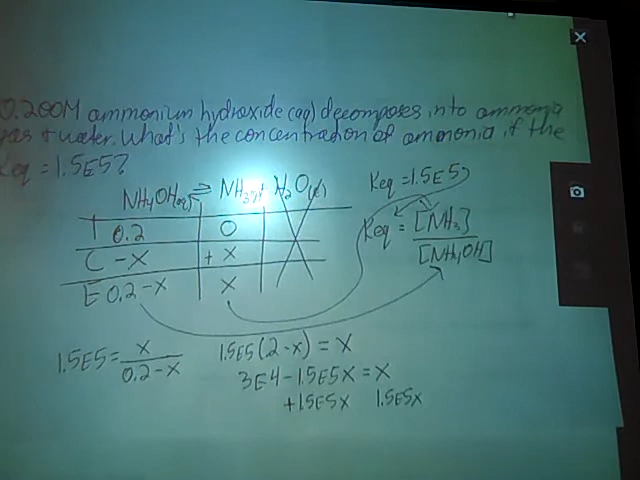 0.200M ammonium hydroxide (aq) decomposes into ammonia
gas + water. What's the concentration of ammonia if the
Keq = 1.5E5?
NH4OH(aq) ⇌ NH3(g) + H2O(l) Keq = 1.5E5
I 0.2 0
C -x +x
E 0.2-x x
Keq = [NH3]
[NH4OH]
1.5E5 = x
0.2-x
1.5E5(2-x) = x
3E4-1.5E5x = x
+1.5E5x 1.5E5x